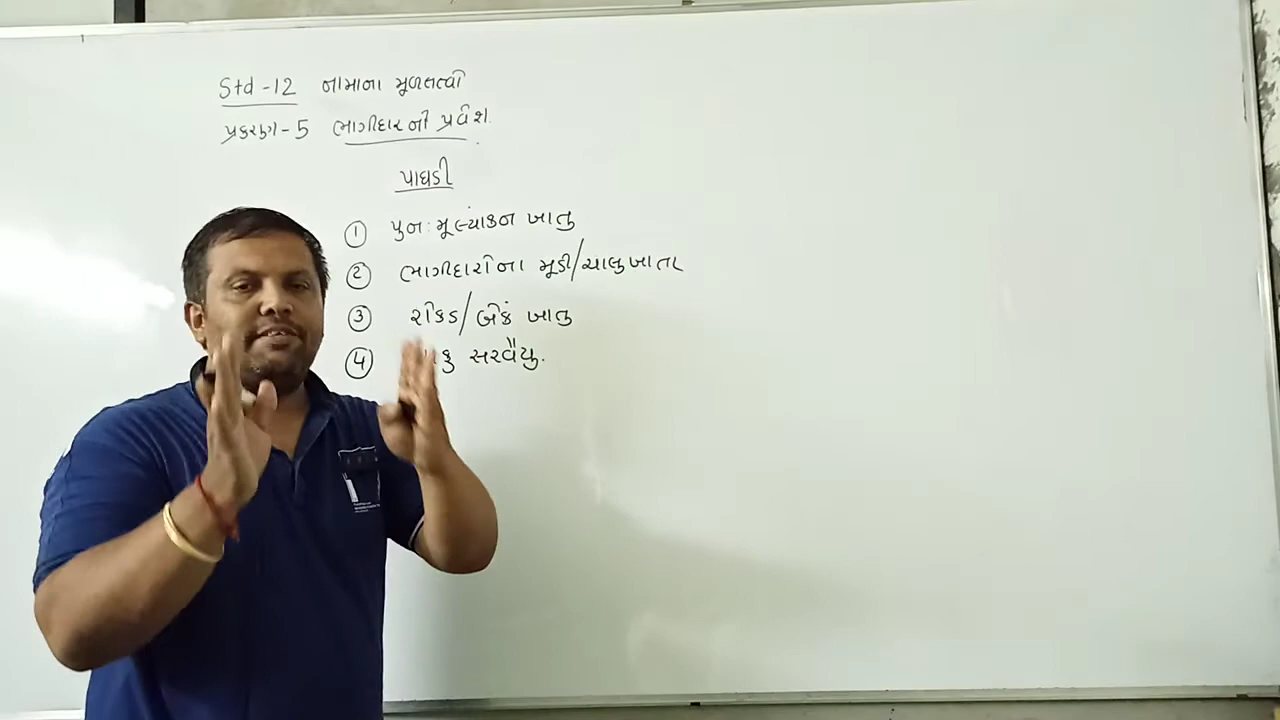 Std - 12 નામાના મૂળતત્વો
પ્રકરણ - 5 ભાગીદારનો પ્રવેશ.
પાઘડી
① પુનઃમૂલ્યાંકન ખાતુ
② ભાગીદારોના મૂડી/ચાલુખાતા
③ રોકડ/બેંક ખાતુ
④ સરવૈયુ.